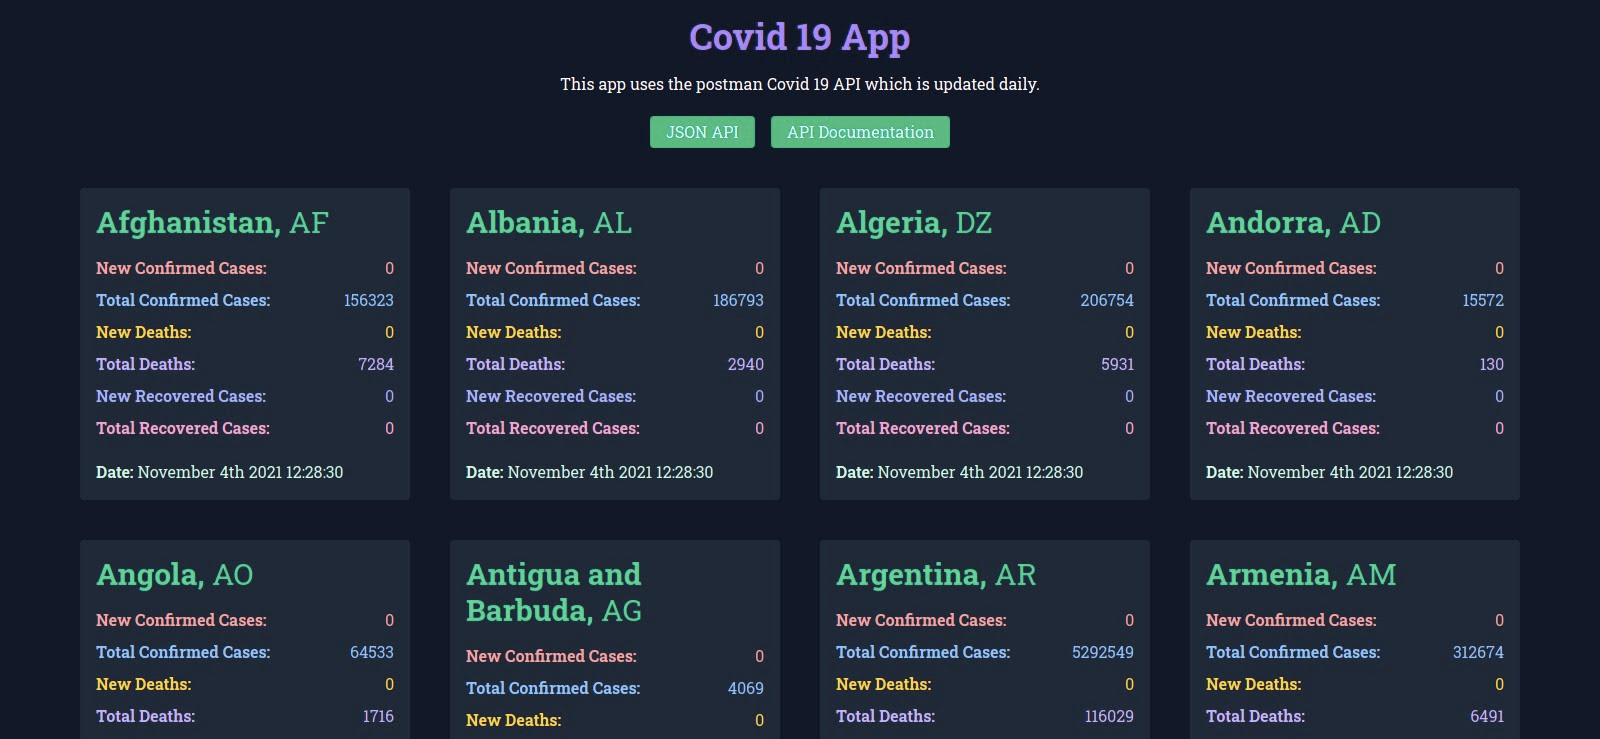 Covid 19 App
This app uses the postman Covid 19 API which is updated daily.
JSON API
API Documentation
Afghanistan, AF
New Confirmed Cases: 0
Total Confirmed Cases: 156323
New Deaths: 0
Total Deaths: 7284
New Recovered Cases: 0
Total Recovered Cases: 0
Date: November 4th 2021 12:28:30
Albania, AL
New Confirmed Cases: 0
Total Confirmed Cases: 186793
New Deaths: 0
Total Deaths: 2940
New Recovered Cases: 0
Total Recovered Cases: 0
Date: November 4th 2021 12:28:30
Algeria, DZ
New Confirmed Cases: 0
Total Confirmed Cases: 206754
New Deaths: 0
Total Deaths: 5931
New Recovered Cases: 0
Total Recovered Cases: 0
Date: November 4th 2021 12:28:30
Andorra, AD
New Confirmed Cases: 0
Total Confirmed Cases: 15572
New Deaths: 0
Total Deaths: 130
New Recovered Cases: 0
Total Recovered Cases: 0
Date: November 4th 2021 12:28:30
Angola, AO
New Confirmed Cases: 0
Total Confirmed Cases: 64533
New Deaths: 0
Total Deaths: 1716
Antigua and
Barbuda, AG
New Confirmed Cases: 0
Total Confirmed Cases: 4069
New Deaths: 0
Argentina, AR
New Confirmed Cases: 0
Total Confirmed Cases: 5292549
New Deaths: 0
Total Deaths: 116029
Armenia, AM
New Confirmed Cases: 0
Total Confirmed Cases: 312674
New Deaths: 0
Total Deaths: 6491